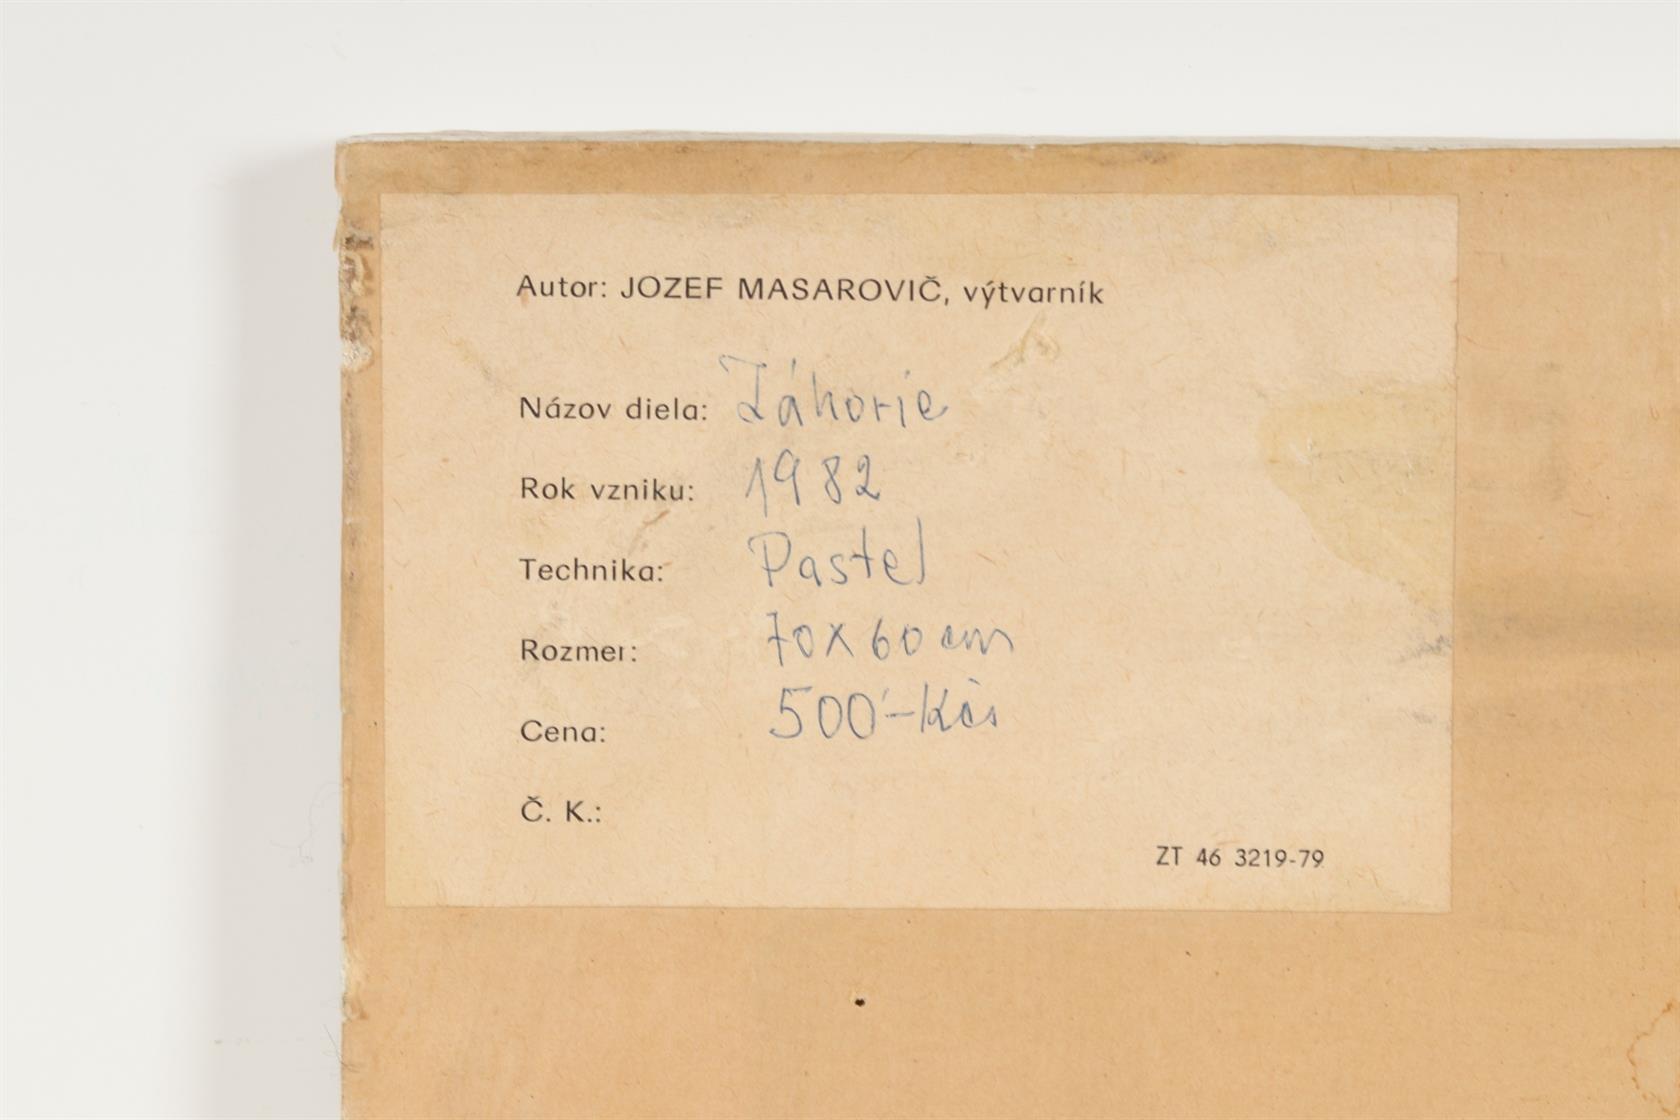 Autor: JOZEF MASAROVIČ, výtvarník
Názov diela: Záhorie
Rok vzniku: 1982
Technika: Pastel
Rozmer: 70x60 cm
Cena: 500'-Kčs
Č. K.:
ZT 46 3219-79